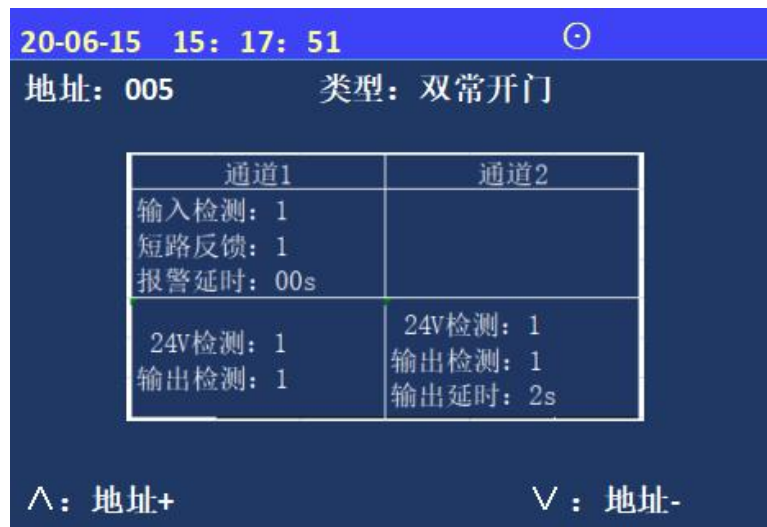 20-06-15 15：17：51
地址：005 类型：双常开门
通道1 通道2
输入检测：1
短路反馈：1
报警延时：00s
24V检测：1
输出检测：1
24V检测：1
输出检测：1
输出延时：2s
∧：地址+ ∨：地址-